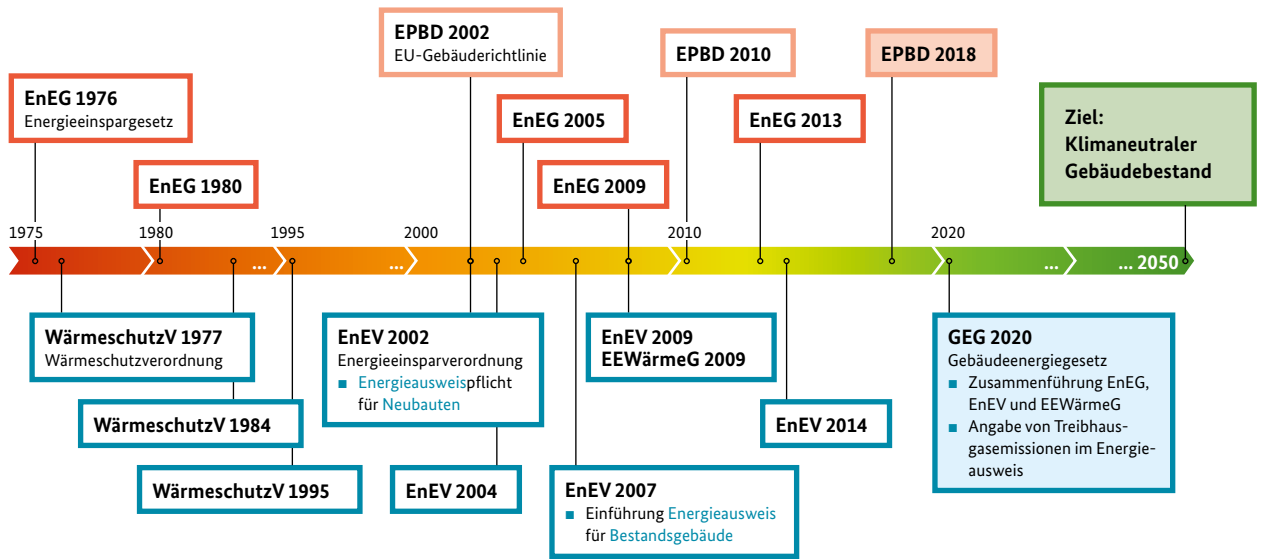 EPBD 2002
EU-Gebäuderichtlinie
EPBD 2010
EPBD 2018
EnEG 1976
Energieeinspargesetz
EnEG 2005
EnEG 2013
Ziel:
Klimaneutraler
Gebäudebestand
EnEG 1980
EnEG 2009
1975
1980
1995
2000
2010
2020
...
...
...
... 2050
WärmeschutzV 1977
Wärmeschutzverordnung
EnEV 2002
Energieeinsparverordnung
■ Energieausweispflicht
für Neubauten
EnEV 2009
EEWärmeG 2009
GEG 2020
Gebäudeenergiegesetz
■ Zusammenführung EnEG,
EnEV und EEWärmeG
■ Angabe von Treibhaus-
gasemissionen im Energie-
ausweis
WärmeschutzV 1984
EnEV 2014
WärmeschutzV 1995
EnEV 2004
EnEV 2007
■ Einführung Energieausweis
für Bestandsgebäude